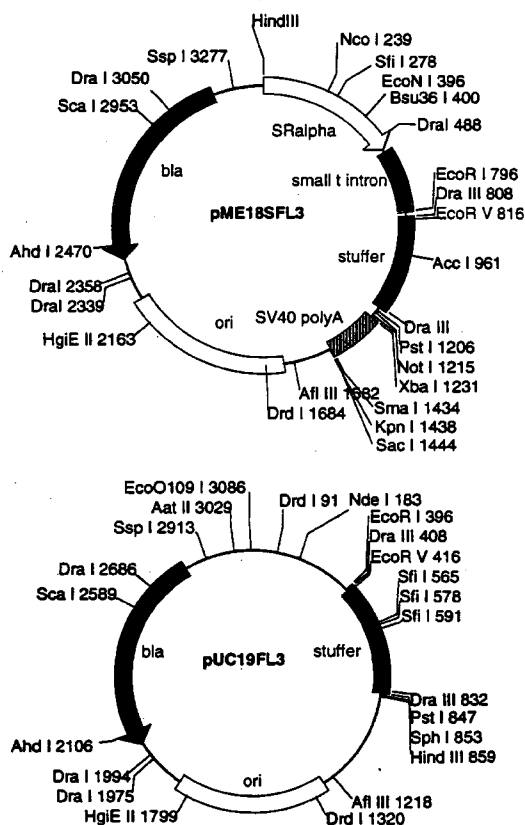 HindIII
Nco I 239
Sfi I 278
EcoN I 396
Bsu36 I 400
DraI 488
SRalpha
small t intron
EcoR I 796
Dra III 808
EcoR V 816
stuffer
Acc I 961
Dra III
Pst I 1206
Not I 1215
Xba I 1231
SV40 polyA
Sma I 1434
Kpn I 1438
Sac I 1444
Afl III 1682
Drd I 1684
ori
HgiE II 2163
DraI 2339
DraI 2358
Ahd I 2470
bla
Sca I 2953
Dra I 3050
Ssp I 3277
pME18SFL3
EcoO109 I 3086
Aat II 3029
Ssp I 2913
Dra I 2686
Sca I 2589
bla
pUC19FL3
Drd I 91
Nde I 183
EcoR I 396
Dra III 408
EcoR V 416
Sfi I 565
Sfi I 578
Sfi I 591
stuffer
Dra III 832
Pst I 847
Sph I 853
Hind III 859
Afl III 1218
Drd I 1320
ori
HgiE II 1799
Dra I 1975
Dra I 1994
Ahd I 2106